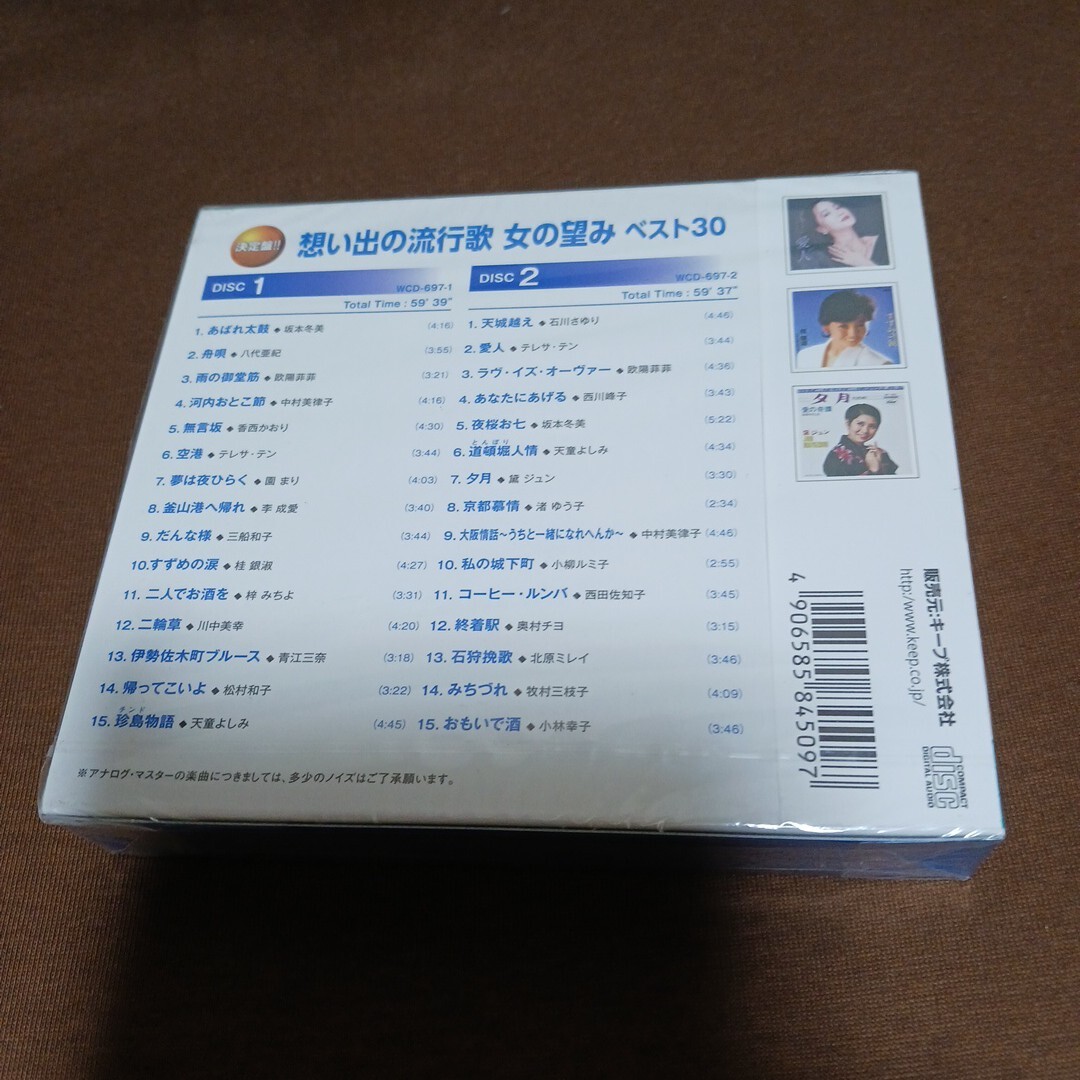 決定盤!!
想い出の流行歌 女の望み ベスト30
DISC 1
WCD-697-1
Total Time : 59' 39"
1. あばれ太鼓 ◆ 坂本冬美 (4:16)
2. 舟唄 ◆ 八代亜紀 (3:55)
3. 雨の御堂筋 ◆ 欧陽菲菲 (3:21)
4. 河内おとこ節 ◆ 中村美律子 (4:16)
5. 無言坂 ◆ 香西かおり (4:30)
6. 空港 ◆ テレサ・テン (3:44)
7. 夢は夜ひらく ◆ 園 まり (4:03)
8. 釜山港へ帰れ ◆ 李 成愛 (3:40)
9. だんな様 ◆ 三船和子 (3:44)
10. すずめの涙 ◆ 桂 銀淑 (4:27)
11. 二人でお酒を ◆ 梓 みちよ (3:31)
12. 二輪草 ◆ 川中美幸 (4:20)
13. 伊勢佐木町ブルース ◆ 青江三奈 (3:18)
14. 帰ってこいよ ◆ 松村和子 (3:22)
チンド
15. 珍島物語 ◆ 天童よしみ (4:45)
DISC 2
WCD-697-2
Total Time : 59' 37"
1. 天城越え ◆ 石川さゆり (4:46)
2. 愛人 ◆ テレサ・テン (3:44)
3. ラヴ・イズ・オーヴァー ◆ 欧陽菲菲 (4:36)
4. あなたにあげる ◆ 西川峰子 (3:43)
5. 夜桜お七 ◆ 坂本冬美 (5:22)
とんぼり
6. 道頓堀人情 ◆ 天童よしみ (4:34)
7. 夕月 ◆ 黛 ジュン (3:30)
8. 京都慕情 ◆ 渚 ゆう子 (2:34)
9. 大阪情話〜うちと一緒になれへんか〜 ◆ 中村美律子 (4:46)
10. 私の城下町 ◆ 小柳ルミ子 (2:55)
11. コーヒー・ルンバ ◆ 西田佐知子 (3:45)
12. 終着駅 ◆ 奥村チヨ (3:15)
13. 石狩挽歌 ◆ 北原ミレイ (3:46)
14. みちづれ ◆ 牧村三枝子 (4:09)
15. おもいで酒 ◆ 小林幸子 (3:46)
※アナログ・マスターの楽曲につきましては、多少のノイズはご了承願います。
愛人
すずめの涙
夕月
黛 ジュン
4 906585 845097
販売元:キープ株式会社
http:/www.keep.co.jp/
COMPACT
disc
DIGITAL AUDIO